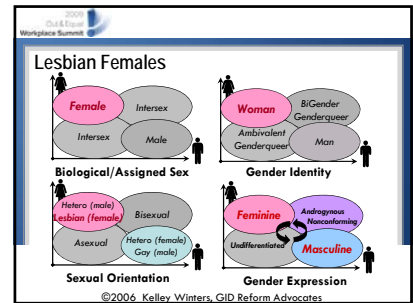 2009
Out & Equal
Workplace Summit
Lesbian Females
Female
Intersex
Intersex
Male
Biological/Assigned Sex
Woman
BiGender
Genderqueer
Ambivalent
Genderqueer
Man
Gender Identity
Hetero (male)
Lesbian (female)
Bisexual
Asexual
Hetero (female)
Gay (male)
Sexual Orientation
Feminine
Androgynous
Nonconforming
Undifferentiated
Masculine
Gender Expression
©2006 Kelley Winters, GID Reform Advocates